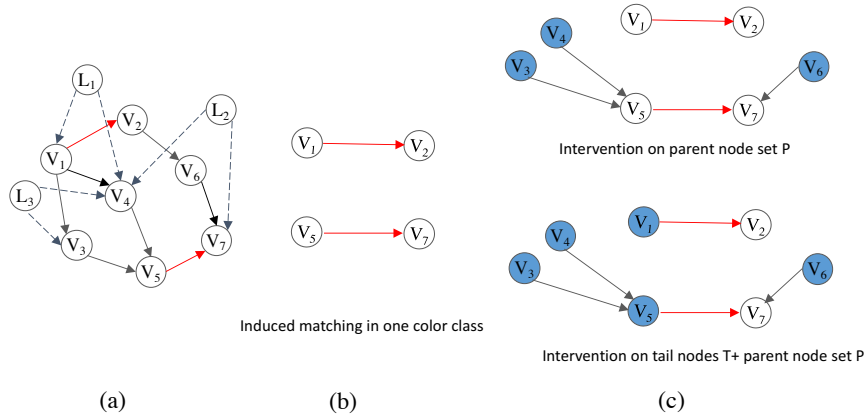 L1
L2
V1
V2
V6
L3
V4
V3
V5
V7
(a)
V1
V2
V5
V7
Induced matching in one color class
(b)
V1
V2
V4
V3
V6
V5
V7
Intervention on parent node set P
V1
V2
V4
V3
V6
V5
V7
Intervention on tail nodes T+ parent node set P
(c)